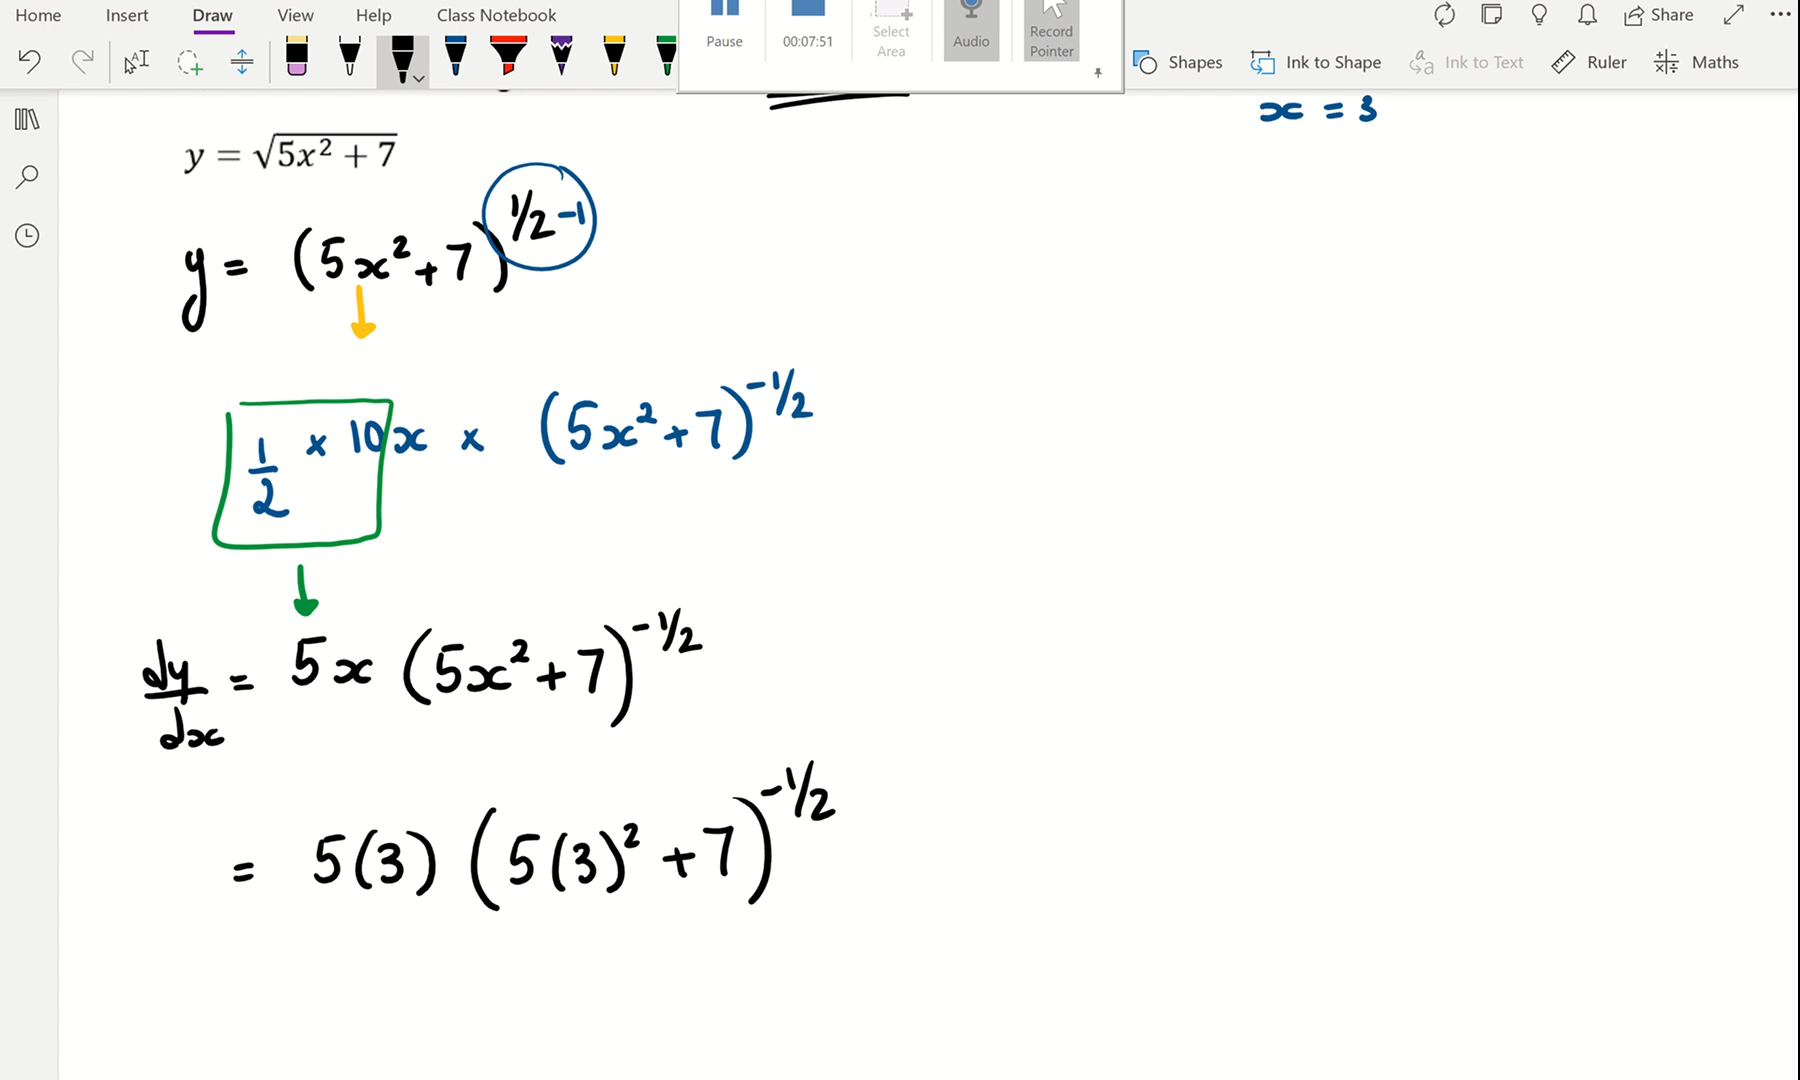 Home Insert Draw View Help Class Notebook
Pause 00:07:51 Select Area Audio Record Pointer
Share
Shapes Ink to Shape Ink to Text Ruler Maths
x = 3
y = √5x² + 7
y = (5x² + 7)^1/2 -1
1/2 × 10x × (5x² + 7)^-1/2
dy/dx = 5x (5x² + 7)^-1/2
= 5(3) (5(3)² + 7)^-1/2